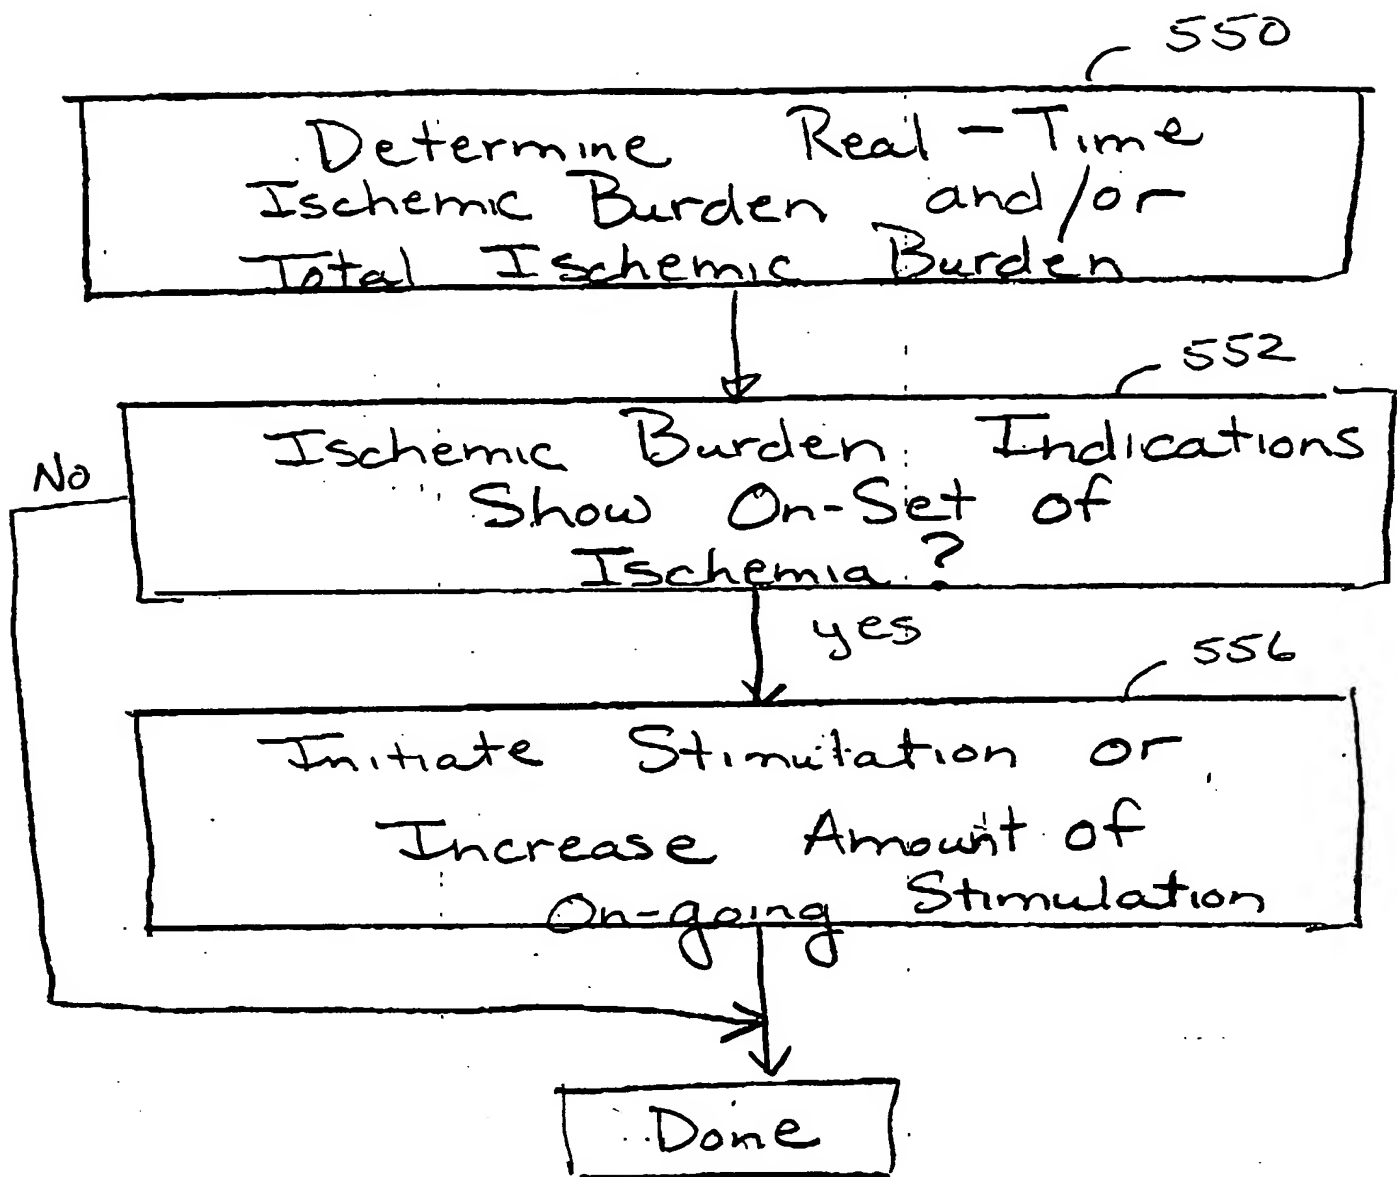 550
Determine Real-Time
Ischemic Burden and/or
Total Ischemic Burden
552
Ischemic Burden Indications
No
Show On-Set of
Ischemia?
yes
556
Initiate Stimulation or
Increase Amount of
On-going Stimulation
Done